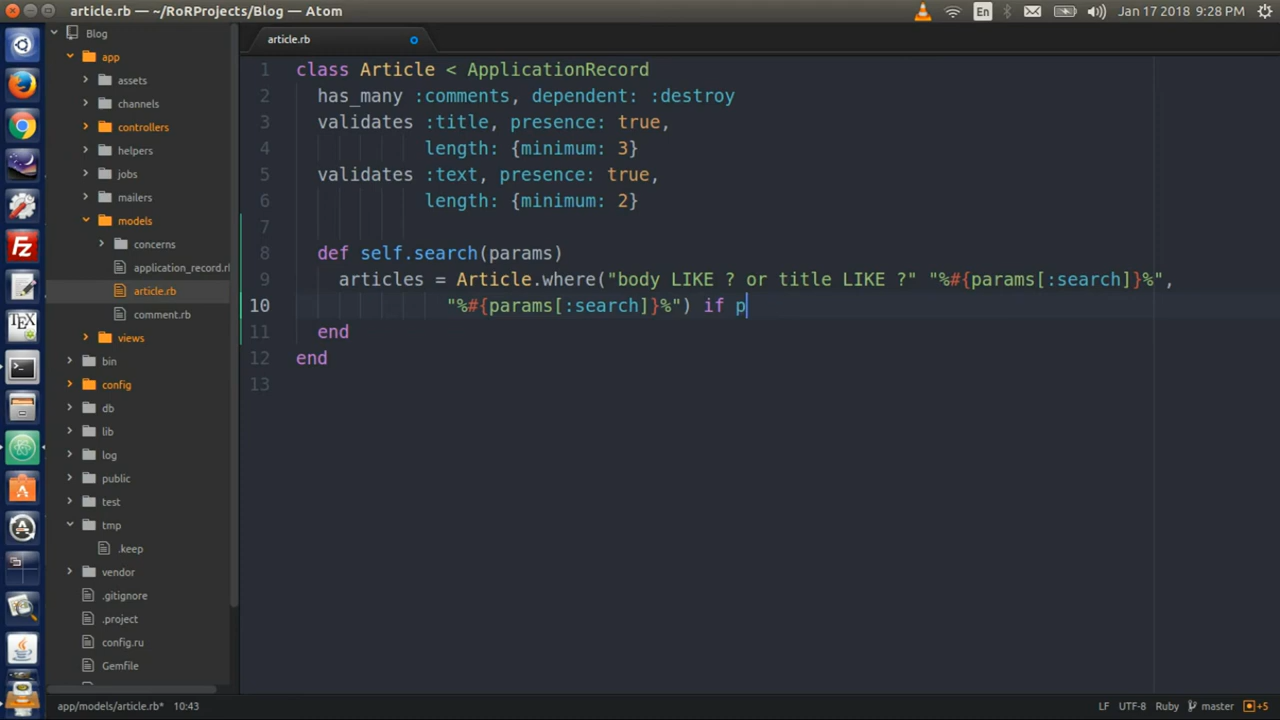 article.rb — ~/RoRProjects/Blog — Atom
En
Jan 17 2018 9:28 PM
Blog
app
assets
channels
controllers
helpers
jobs
mailers
models
concerns
application_record.r
article.rb
comment.rb
views
bin
config
db
lib
log
public
test
tmp
.keep
vendor
.gitignore
.project
config.ru
Gemfile
article.rb
1 class Article < ApplicationRecord
2 has_many :comments, dependent: :destroy
3 validates :title, presence: true,
4 length: {minimum: 3}
5 validates :text, presence: true,
6 length: {minimum: 2}
7
8 def self.search(params)
9 articles = Article.where("body LIKE ? or title LIKE ?" "%#{params[:search]}%",
10 "%#{params[:search]}%") if p
11 end
12 end
13
app/models/article.rb* 10:43
LF UTF-8 Ruby master +5